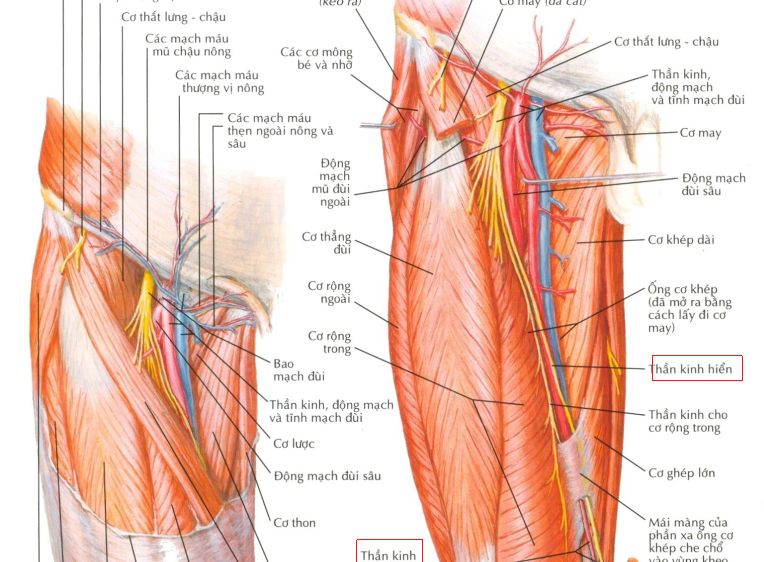 Cơ thắt lưng - chậu
Các mạch máu
mũ chậu nông
Các mạch máu
thượng vị nông
Các mạch máu
thẹn ngoài nông và
sâu
Bao
mạch đùi
Thần kinh, động mạch
và tĩnh mạch đùi
Cơ lược
Động mạch đùi sâu
Cơ thon
(kéo ra)
Cơ may (đã cắt)
Các cơ mông
bé và nhỡ
Động
mạch
mũ đùi
ngoài
Cơ thẳng
đùi
Cơ rộng
ngoài
Cơ rộng
trong
Thần kinh
Cơ thắt lưng - chậu
Thần kinh,
động mạch
và tĩnh mạch đùi
Cơ may
Động mạch
đùi sâu
Cơ khép dài
Ống cơ khép
(đã mở ra bằng
cách lấy đi cơ
may)
Thần kinh hiển
Thần kinh cho
cơ rộng trong
Cơ ghép lớn
Mái màng của
phần xa ống cơ
khép che chỗ
vào vùng kheo